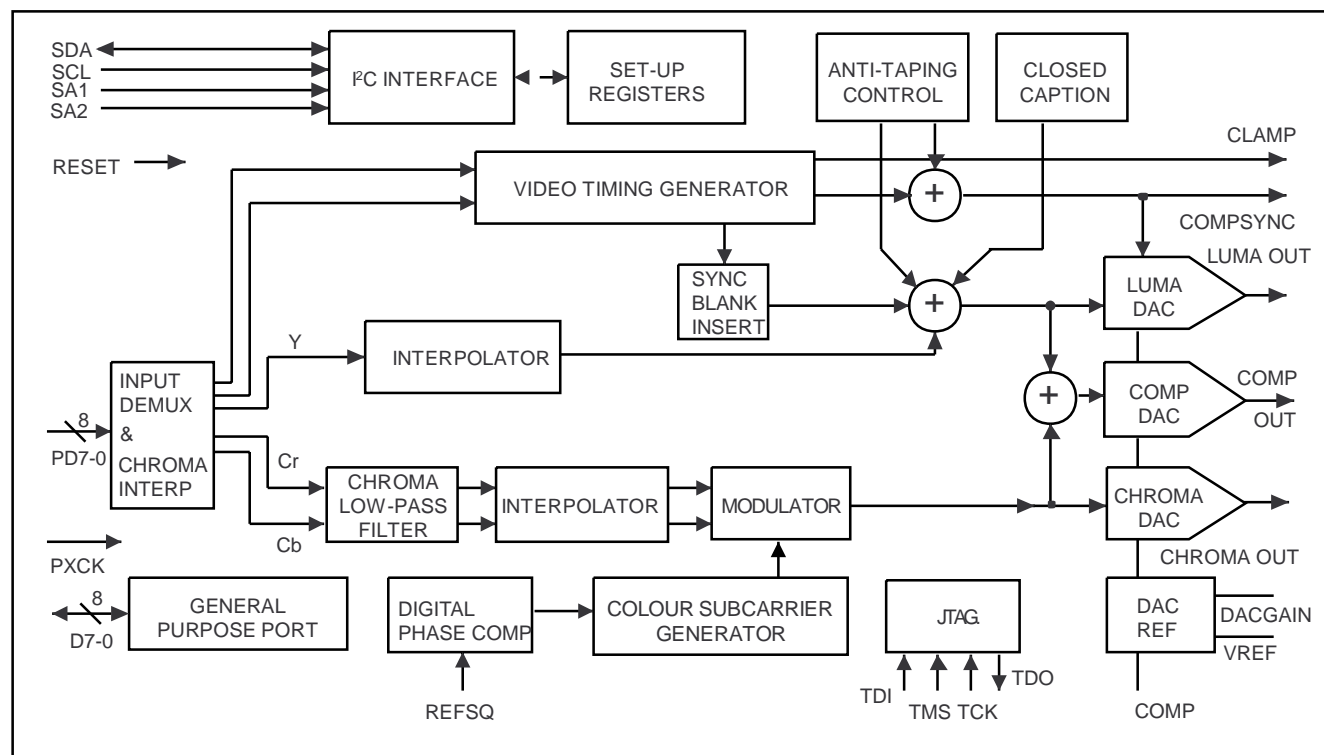 SDA
SCL
SA1
SA2
I²C INTERFACE
SET-UP
REGISTERS
ANTI-TAPING
CONTROL
CLOSED
CAPTION
RESET
VIDEO TIMING GENERATOR
+
CLAMP
COMPSYNC
SYNC
BLANK
INSERT
+
LUMA OUT
LUMA
DAC
Y
INTERPOLATOR
INPUT
DEMUX
&
CHROMA
INTERP
8
PD7-0
+
COMP
DAC
COMP
OUT
Cr
Cb
CHROMA
LOW-PASS
FILTER
INTERPOLATOR
MODULATOR
CHROMA
DAC
CHROMA OUT
PXCK
8
D7-0
GENERAL
PURPOSE PORT
DIGITAL
PHASE COMP
REFSQ
COLOUR SUBCARRIER
GENERATOR
JTAG
TDI
TMS
TCK
TDO
DAC
REF
DACGAIN
VREF
COMP